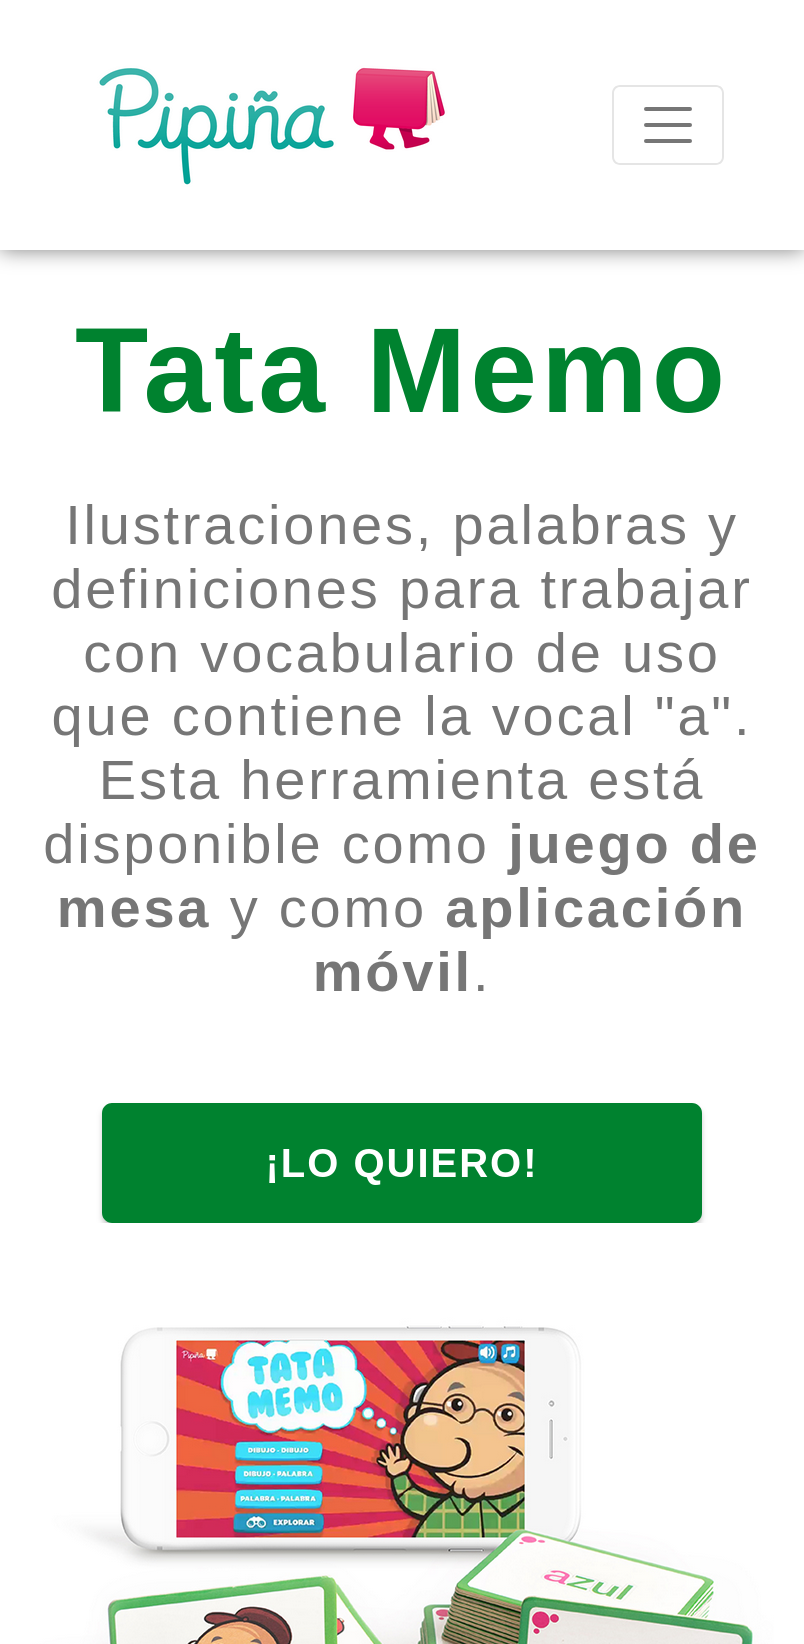 Pipiña
Tata Memo
Ilustraciones, palabras y
definiciones para trabajar
con vocabulario de uso
que contiene la vocal "a".
Esta herramienta está
disponible como juego de
mesa y como aplicación
móvil.
¡LO QUIERO!
Pipiña
TATA
MEMO
DIBUJO - DIBUJO
DIBUJO - PALABRA
PALABRA - PALABRA
EXPLORAR
azul